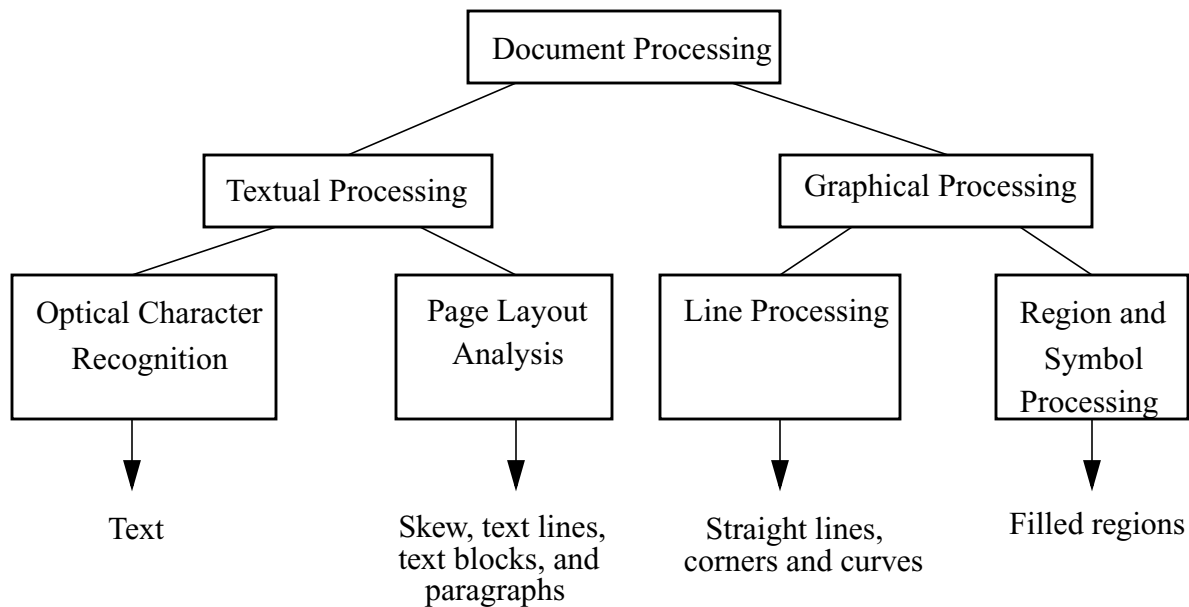 Document Processing
Textual Processing
Graphical Processing
Optical Character
Recognition
Page Layout
Analysis
Line Processing
Region and
Symbol
Processing
Text
Skew, text lines,
text blocks, and
paragraphs
Straight lines,
corners and curves
Filled regions